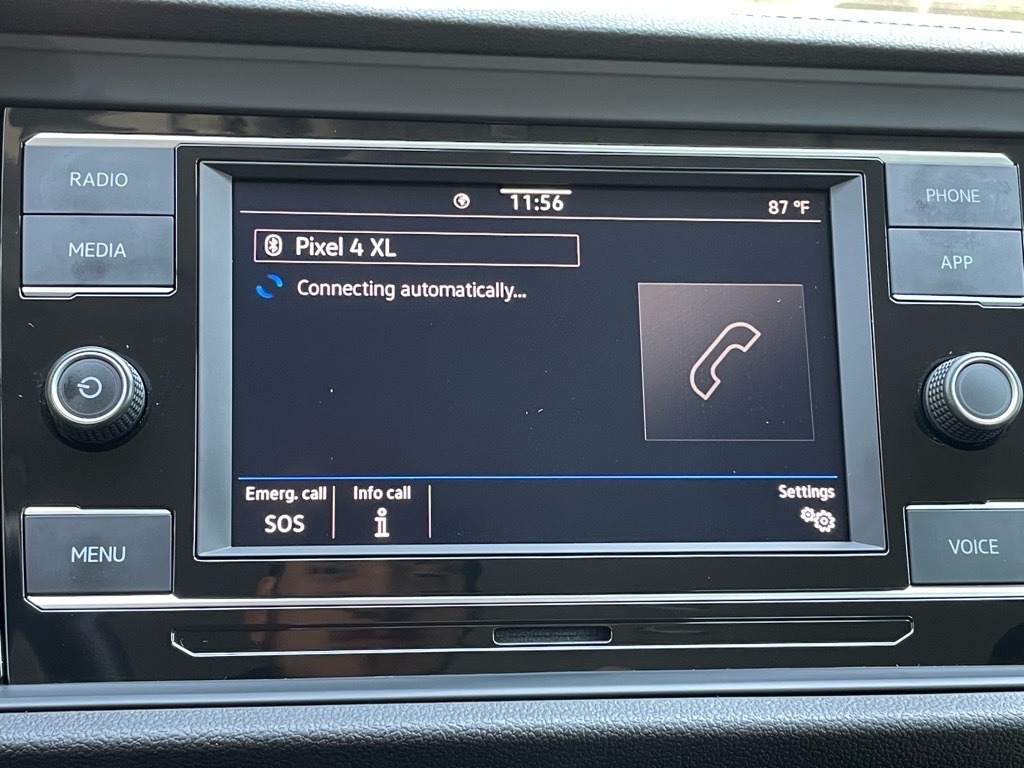 RADIO
MEDIA
MENU
11:56
87 °F
Pixel 4 XL
Connecting automatically...
Emerg. call
SOS
Info call
i
Settings
PHONE
APP
VOICE